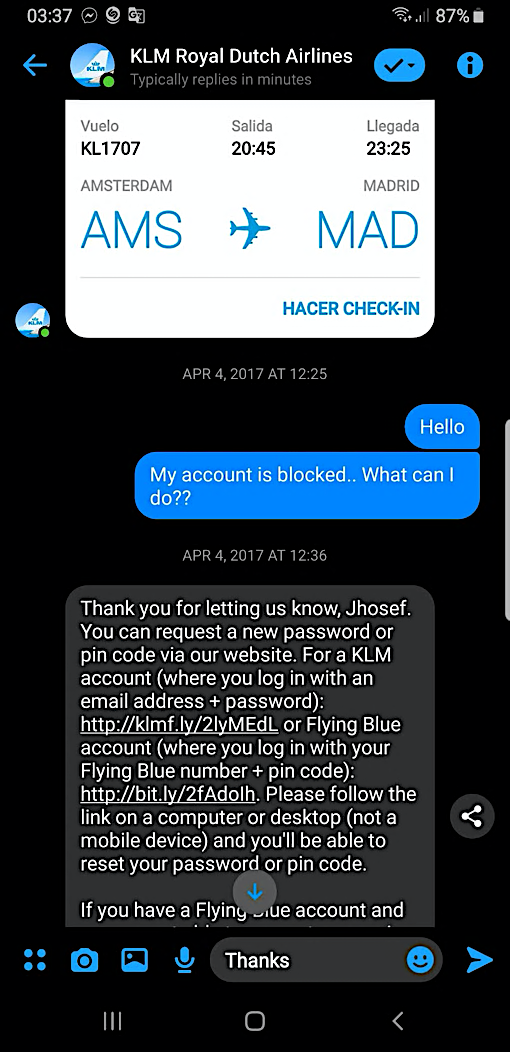 03:37 87%
KLM Royal Dutch Airlines
Typically replies in minutes
Vuelo Salida Llegada
KL1707 20:45 23:25
AMSTERDAM MADRID
AMS MAD
HACER CHECK-IN
KLM
APR 4, 2017 AT 12:25
Hello
My account is blocked.. What can I
do??
APR 4, 2017 AT 12:36
Thank you for letting us know, Jhosef.
You can request a new password or
pin code via our website. For a KLM
account (where you log in with an
email address + password):
http://klmf.ly/2lyMEdL or Flying Blue
account (where you log in with your
Flying Blue number + pin code):
http://bit.ly/2fAdoIh. Please follow the
link on a computer or desktop (not a
mobile device) and you'll be able to
reset your password or pin code.
If you have a Flying Blue account and
Thanks